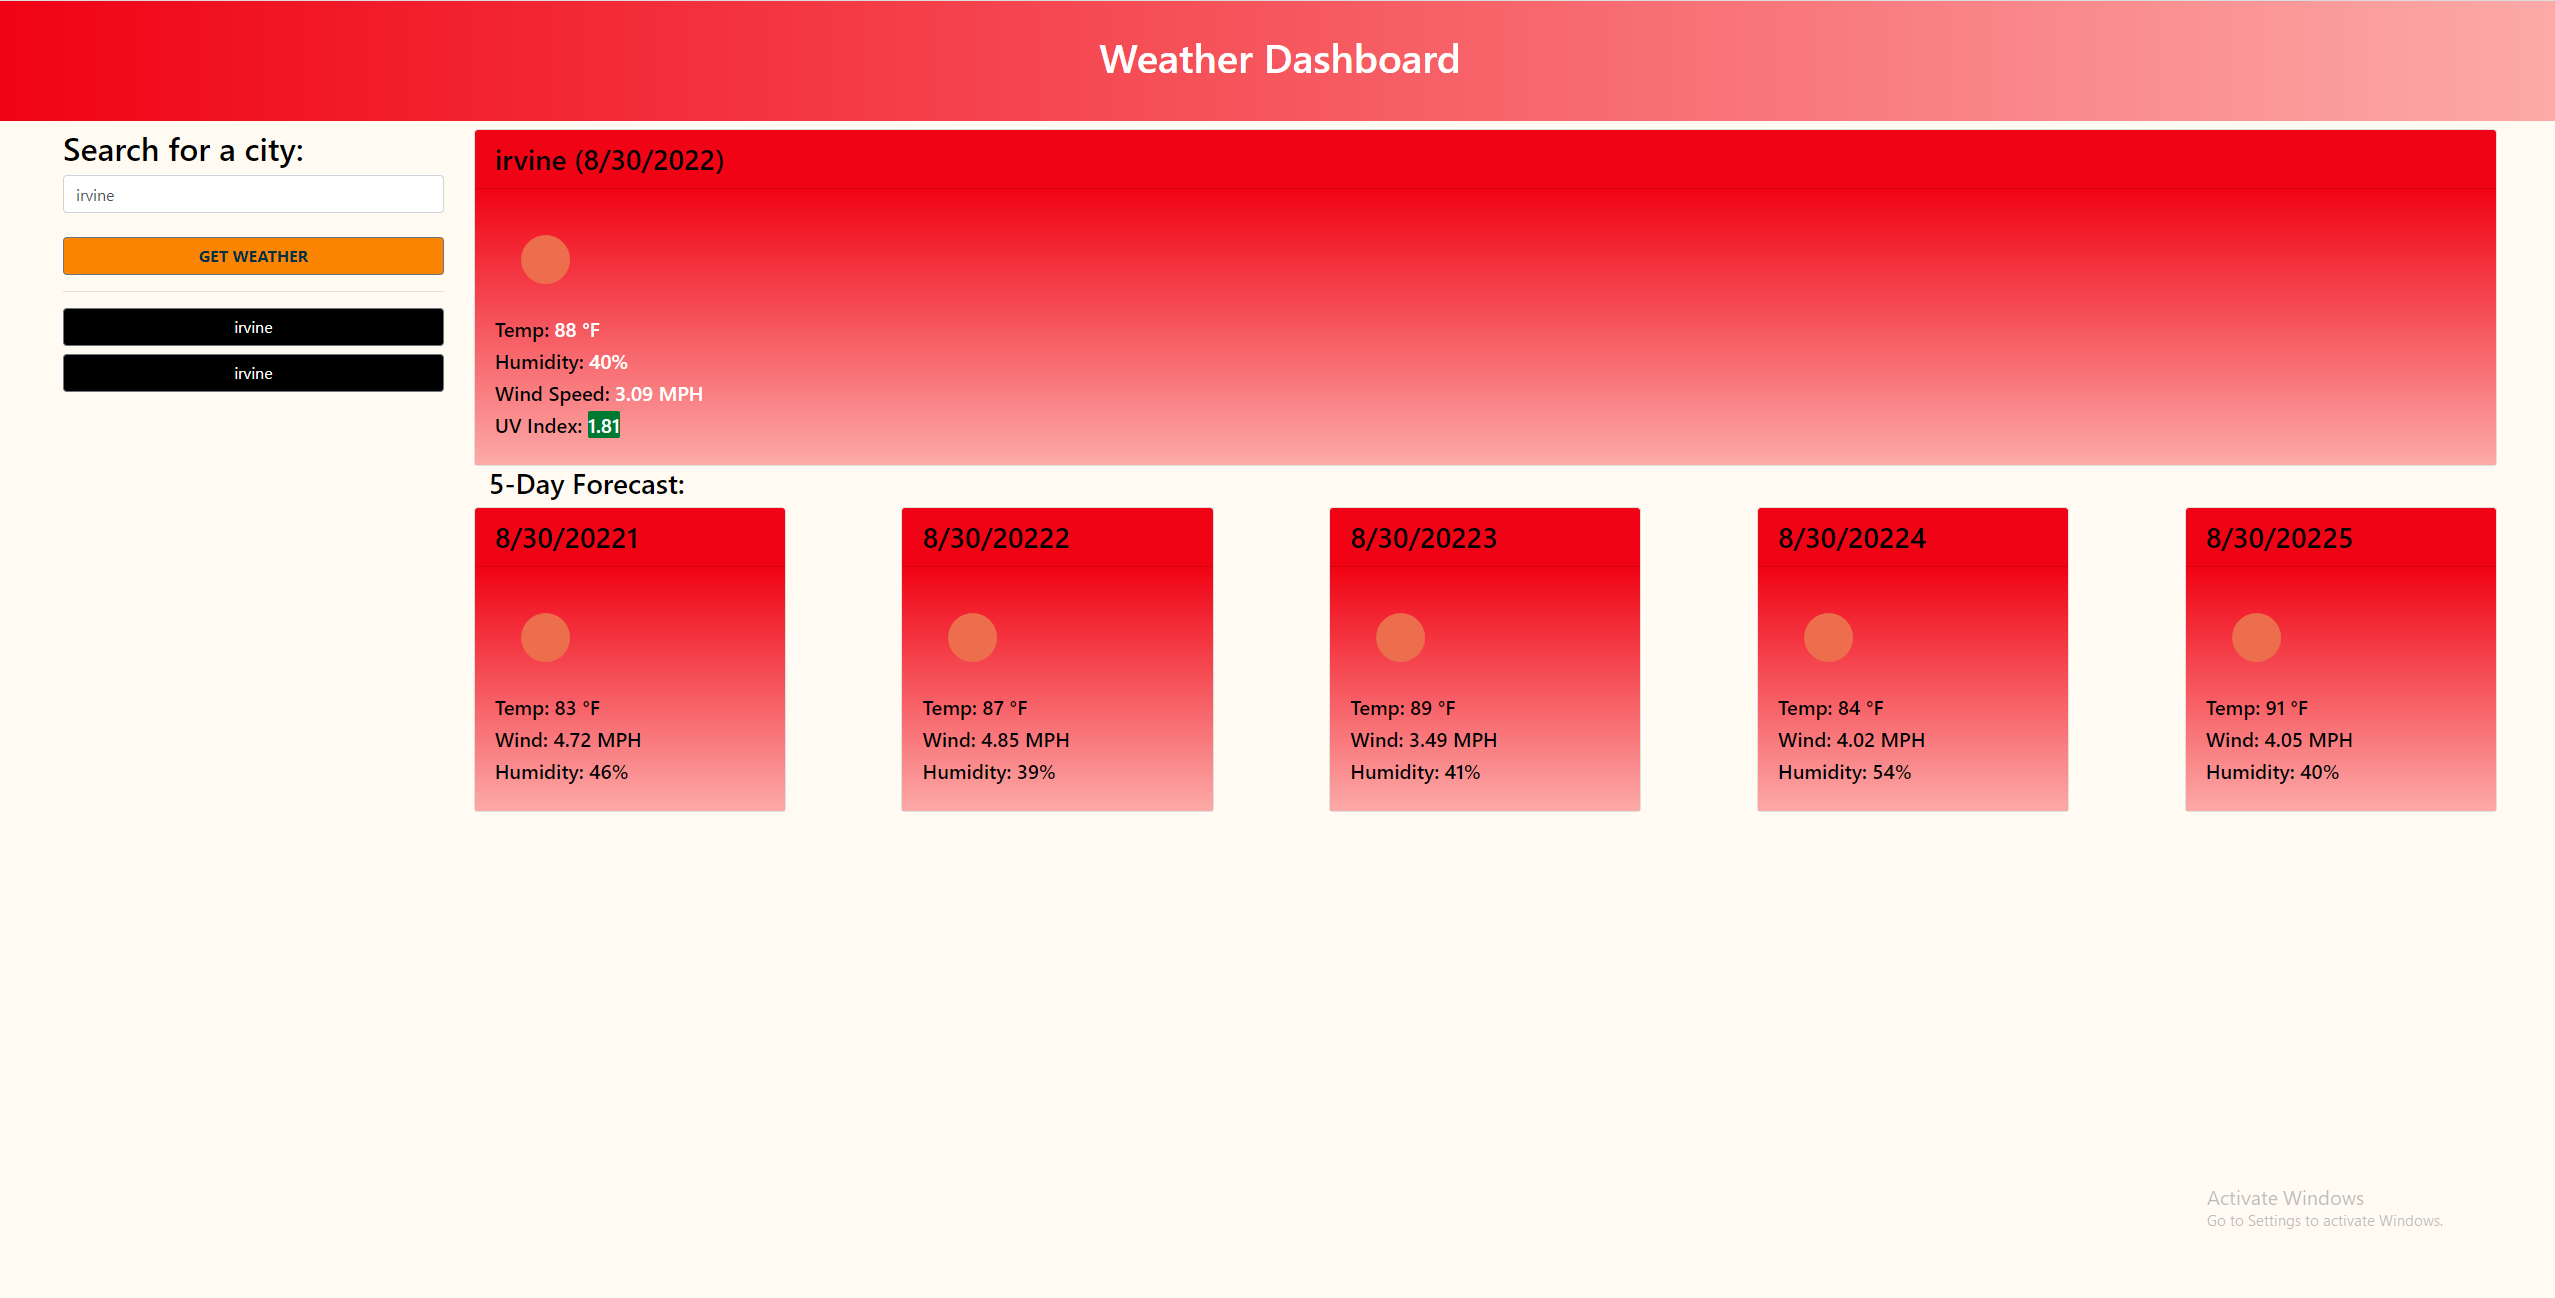 Weather Dashboard
Search for a city:
irvine
GET WEATHER
irvine
irvine
irvine (8/30/2022)
Temp: 88 °F
Humidity: 40%
Wind Speed: 3.09 MPH
UV Index: 1.81
5-Day Forecast:
8/30/20221
Temp: 83 °F
Wind: 4.72 MPH
Humidity: 46%
8/30/20222
Temp: 87 °F
Wind: 4.85 MPH
Humidity: 39%
8/30/20223
Temp: 89 °F
Wind: 3.49 MPH
Humidity: 41%
8/30/20224
Temp: 84 °F
Wind: 4.02 MPH
Humidity: 54%
8/30/20225
Temp: 91 °F
Wind: 4.05 MPH
Humidity: 40%
Activate Windows
Go to Settings to activate Windows.